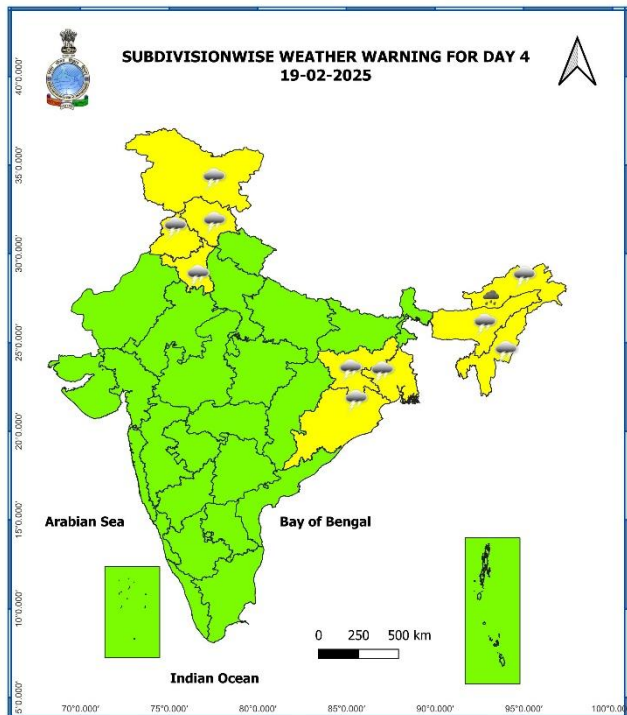 SUBDIVISIONWISE WEATHER WARNING FOR DAY 4
19-02-2025
40°0.000'
35°0.000'
30°0.000'
25°0.000'
20°0.000'
15°0.000'
10°0.000'
5°0.000'
Arabian Sea
Bay of Bengal
0 250 500 km
Indian Ocean
70°0.000' 75°0.000' 80°0.000' 85°0.000' 90°0.000' 95°0.000' 100°0.00